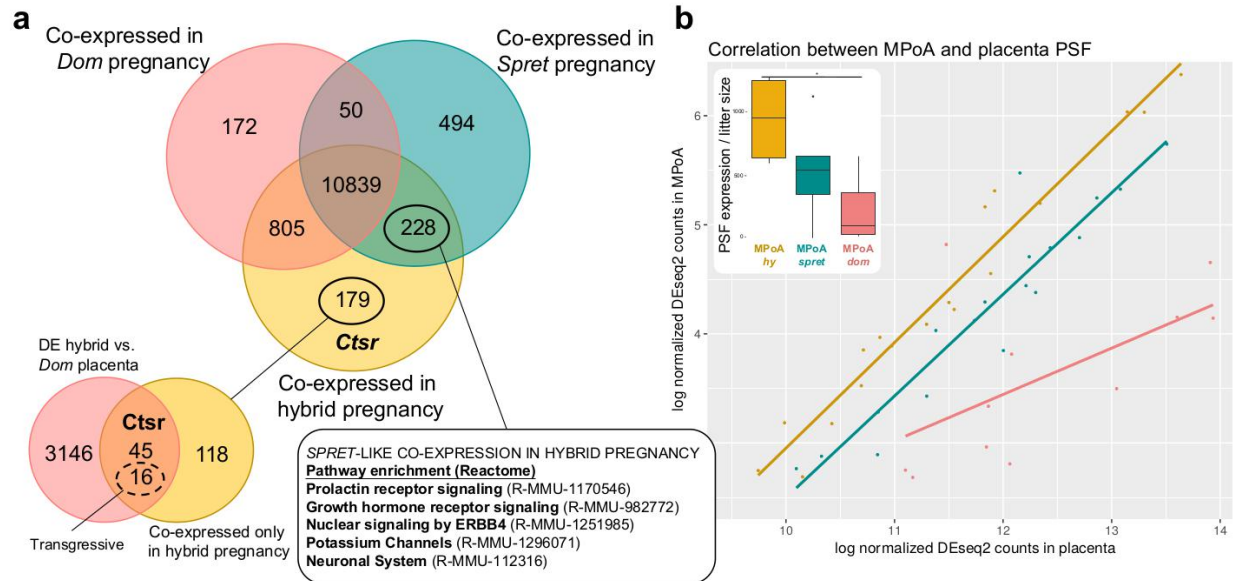 a
Co-expressed in
Dom pregnancy
Co-expressed in
Spret pregnancy
172
50
494
10839
805
228
179
Ctsr
Co-expressed in
hybrid pregnancy
DE hybrid vs.
Dom placenta
3146
Ctsr
45
16
118
Transgressive
Co-expressed only
in hybrid pregnancy
SPRET-LIKE CO-EXPRESSION IN HYBRID PREGNANCY
Pathway enrichment (Reactome)
Prolactin receptor signaling (R-MMU-1170546)
Growth hormone receptor signaling (R-MMU-982772)
Nuclear signaling by ERBB4 (R-MMU-1251985)
Potassium Channels (R-MMU-1296071)
Neuronal System (R-MMU-112316)
b
Correlation between MPoA and placenta PSF
log normalized DEseq2 counts in MPoA
6
5
4
PSF expression / litter size
1000
500
0
MPoA
hy
MPoA
spret
MPoA
dom
10
11
12
13
14
log normalized DEseq2 counts in placenta